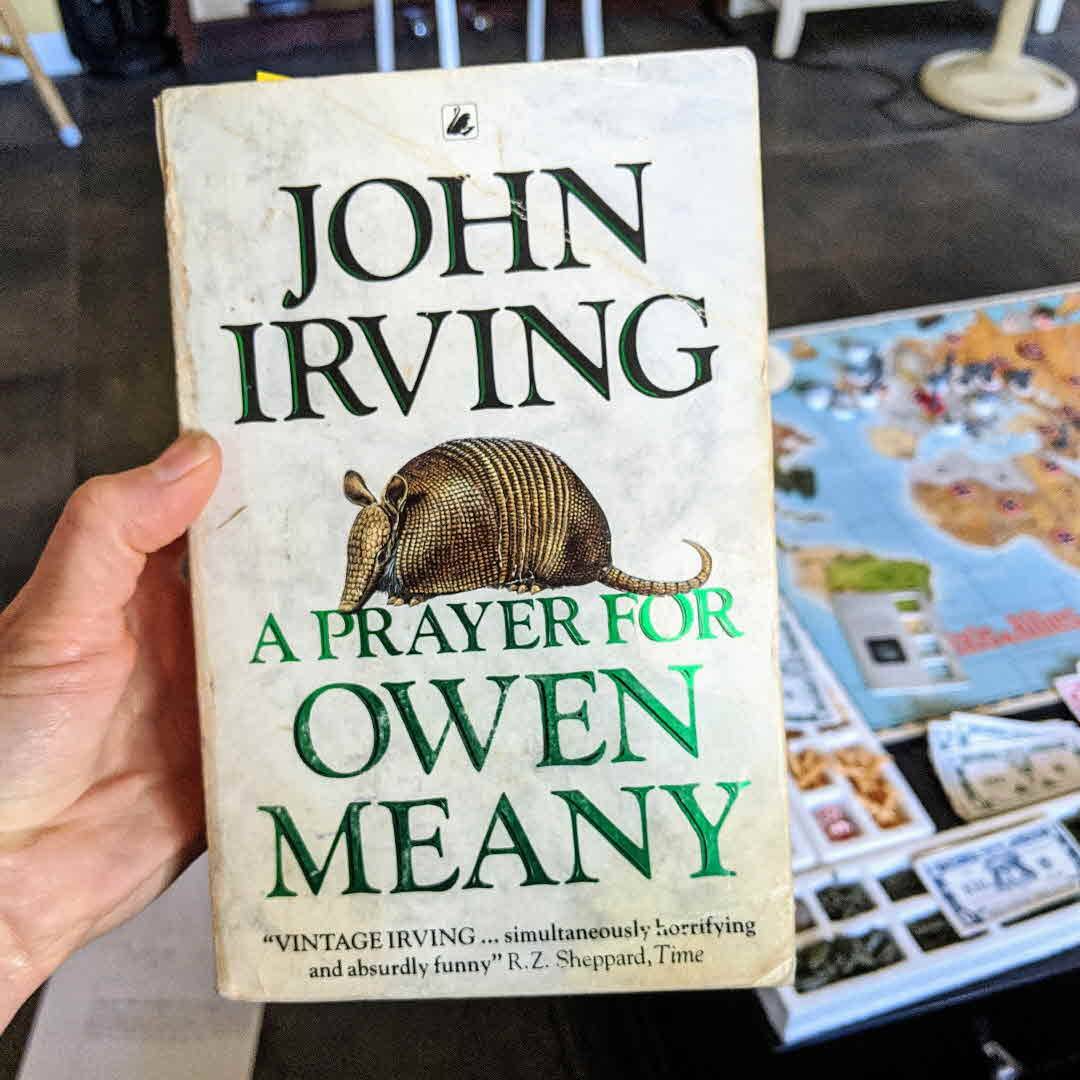 JOHN
IRVING
A PRAYER FOR
OWEN
MEANY
“VINTAGE IRVING ... simultaneously horrifying
and absurdly funny” R.Z. Sheppard, Time